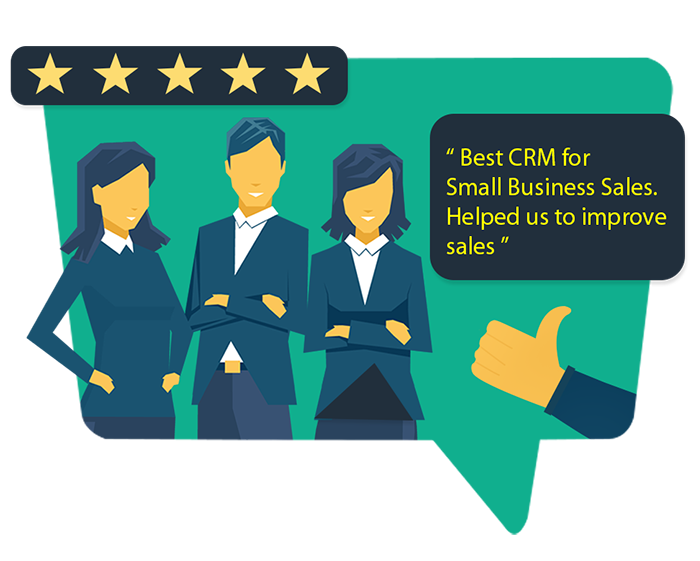 “ Best CRM for
Small Business Sales.
Helped us to improve
sales ”